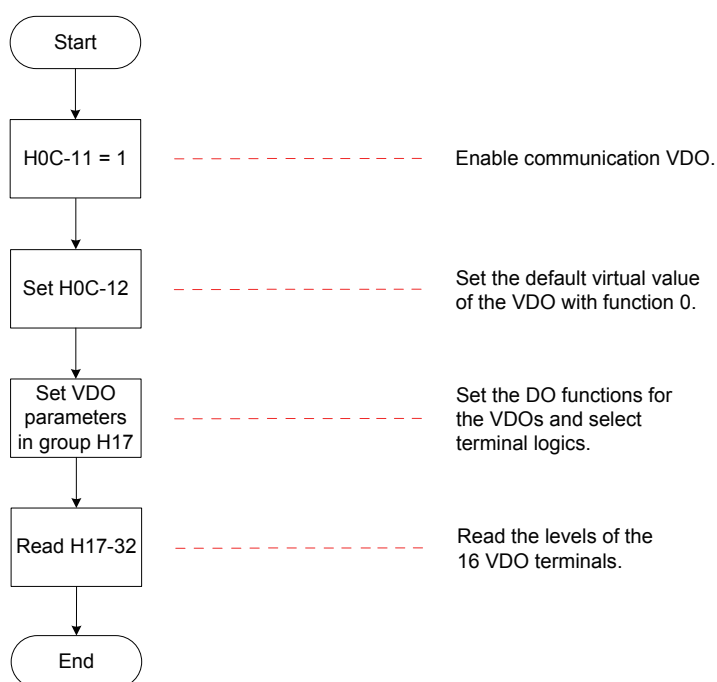 Start
H0C-11 = 1
Enable communication VDO.
Set H0C-12
Set the default virtual value
of the VDO with function 0.
Set VDO
parameters
in group H17
Set the DO functions for
the VDOs and select
terminal logics.
Read H17-32
Read the levels of the
16 VDO terminals.
End